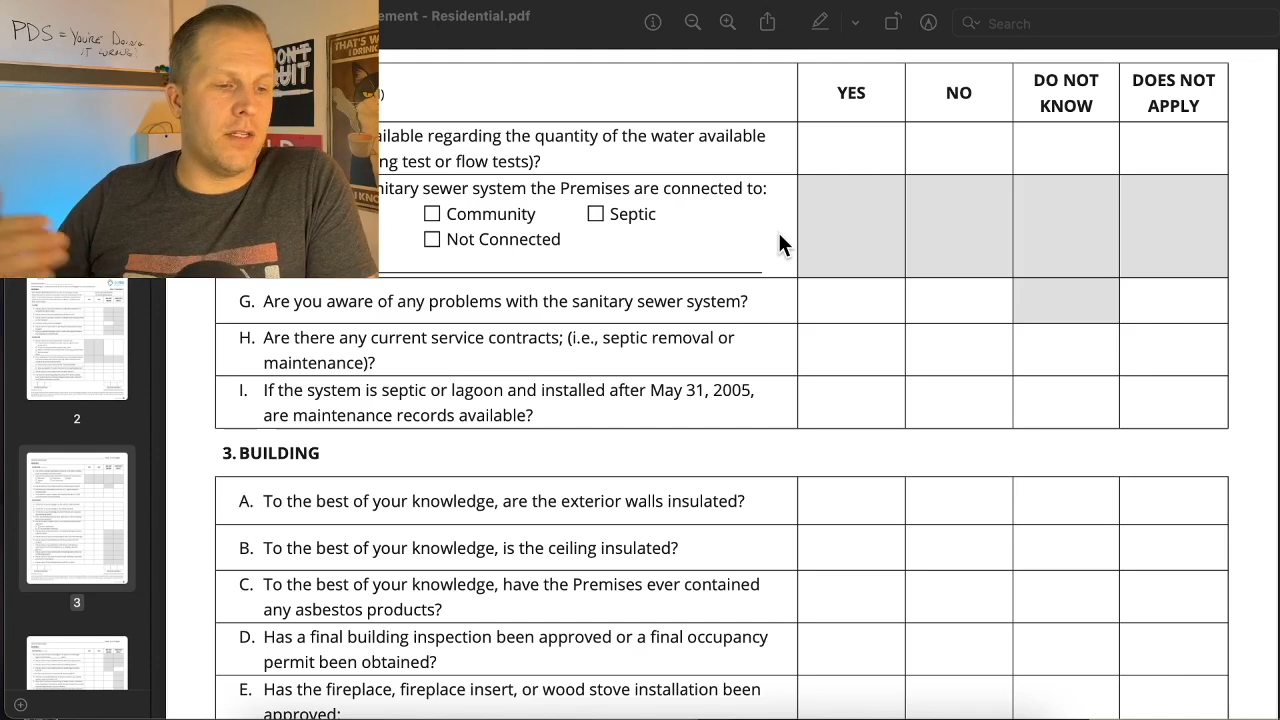 PDS = YOU'RE DOING
IT WRONG!
DON'T
QUIT
THAT'S W
I DRINK
I KNOW
ement - Residential.pdf
Search
YES
NO
DO NOT
KNOW
DOES NOT
APPLY
ailable regarding the quantity of the water available
ng test or flow tests)?
nitary sewer system the Premises are connected to:
Community
Septic
Not Connected
G. Are you aware of any problems with the sanitary sewer system?
H. Are there any current service contracts; (i.e., septic removal or
maintenance)?
I. If the system is septic or lagoon and installed after May 31, 2005,
are maintenance records available?
3. BUILDING
A. To the best of your knowledge, are the exterior walls insulated?
B. To the best of your knowledge, is the ceiling insulated?
C. To the best of your knowledge, have the Premises ever contained
any asbestos products?
D. Has a final building inspection been approved or a final occupancy
permit been obtained?
E. Has the fireplace, fireplace insert, or wood stove installation been
approved:
2
3